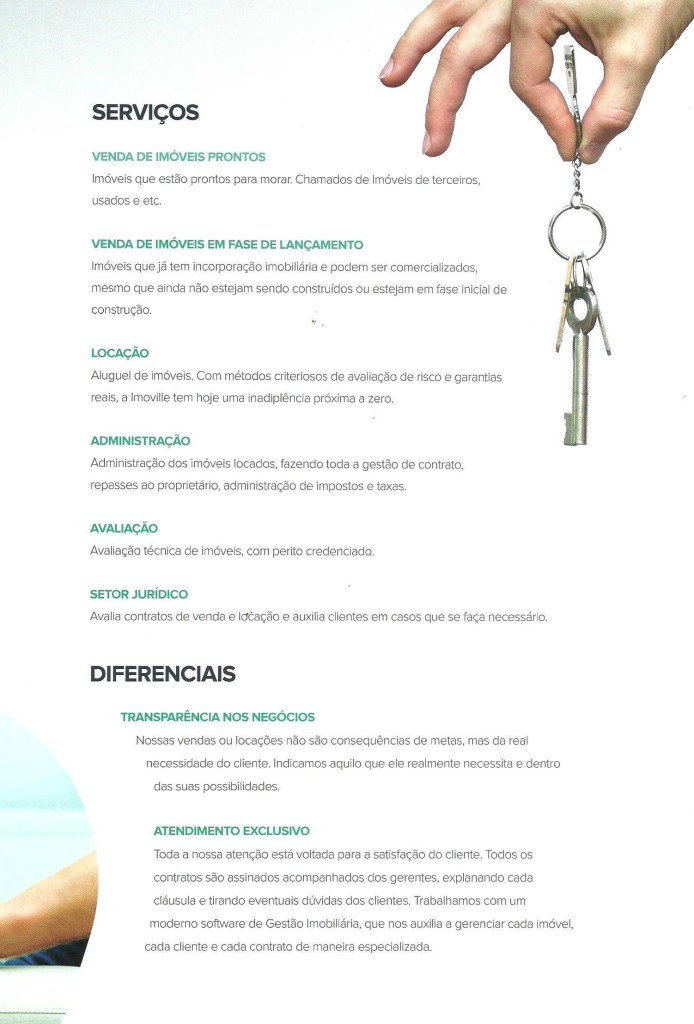 SERVIÇOS
VENDA DE IMÓVEIS PRONTOS
Imóveis que estão prontos para morar. Chamados de Imóveis de terceiros,
usados e etc.
VENDA DE IMÓVEIS EM FASE DE LANÇAMENTO
Imóveis que já tem incorporação imobiliária e podem ser comercializados,
mesmo que ainda não estejam sendo construídos ou estejam em fase inicial de
construção.
LOCAÇÃO
Aluguel de imóveis. Com métodos criteriosos de avaliação de risco e garantias
reais, a Imoville tem hoje uma inadiplência próxima a zero.
ADMINISTRAÇÃO
Administração dos imóveis locados, fazendo toda a gestão de contrato,
repasses ao proprietário, administração de impostos e taxas.
AVALIAÇÃO
Avaliação técnica de imóveis, com perito credenciado.
SETOR JURÍDICO
Avalia contratos de venda e locação e auxilia clientes em casos que se faça necessário.
DIFERENCIAIS
TRANSPARÊNCIA NOS NEGÓCIOS
Nossas vendas ou locações não são consequências de metas, mas da real
necessidade do cliente. Indicamos aquilo que ele realmente necessita e dentro
das suas possibilidades.
ATENDIMENTO EXCLUSIVO
Toda a nossa atenção está voltada para a satisfação do cliente. Todos os
contratos são assinados acompanhados dos gerentes, explanando cada
cláusula e tirando eventuais dúvidas dos clientes. Trabalhamos com um
moderno software de Gestão Imobiliária, que nos auxilia a gerenciar cada imóvel,
cada cliente e cada contrato de maneira especializada.